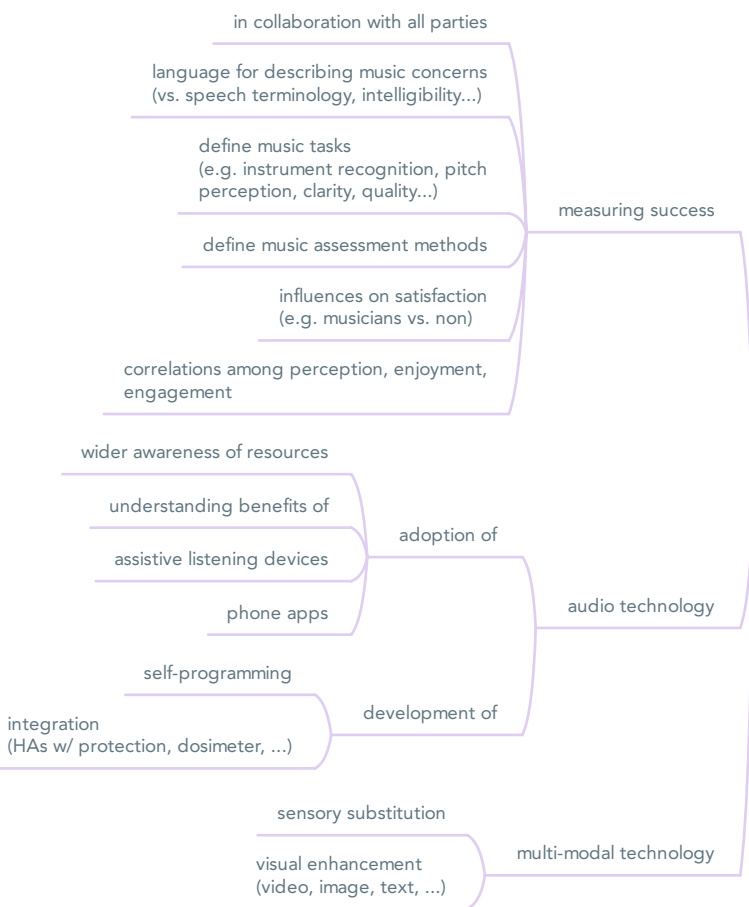 in collaboration with all parties
language for describing music concerns
(vs. speech terminology, intelligibility...)
define music tasks
(e.g. instrument recognition, pitch
perception, clarity, quality...)
measuring success
define music assessment methods
influences on satisfaction
(e.g. musicians vs. non)
correlations among perception, enjoyment,
engagement
wider awareness of resources
understanding benefits of
adoption of
assistive listening devices
phone apps
audio technology
self-programming
development of
integration
(HAs w/ protection, dosimeter, ...)
sensory substitution
multi-modal technology
visual enhancement
(video, image, text, ...)